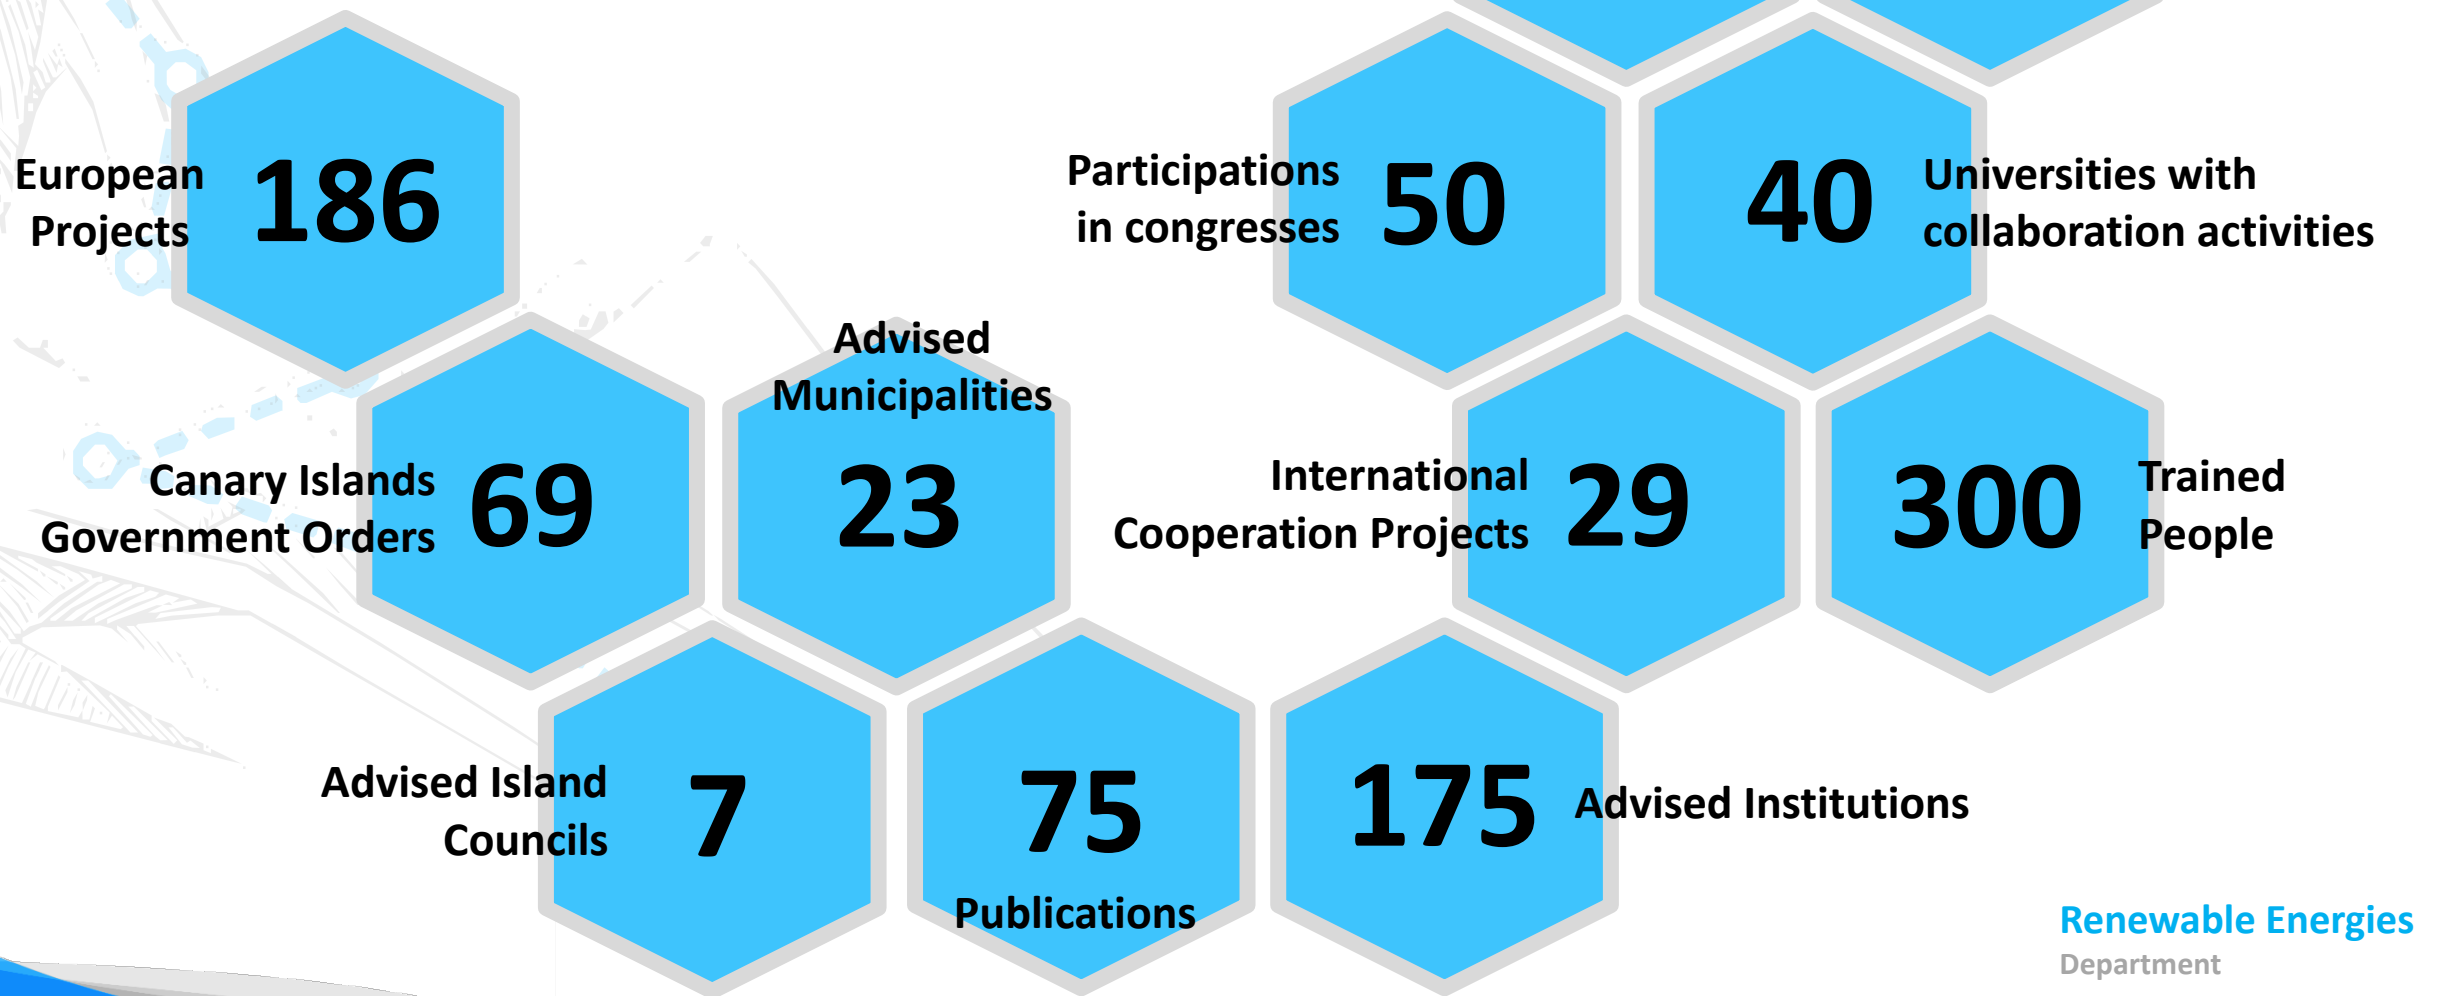 European
Projects
186
Participations
in congresses
50
40
Universities with
collaboration activities
Canary Islands
Government Orders
69
Advised
Municipalities
23
International
Cooperation Projects
29
300
Trained
People
Advised Island
Councils
7
75
Publications
175
Advised Institutions
Renewable Energies
Department